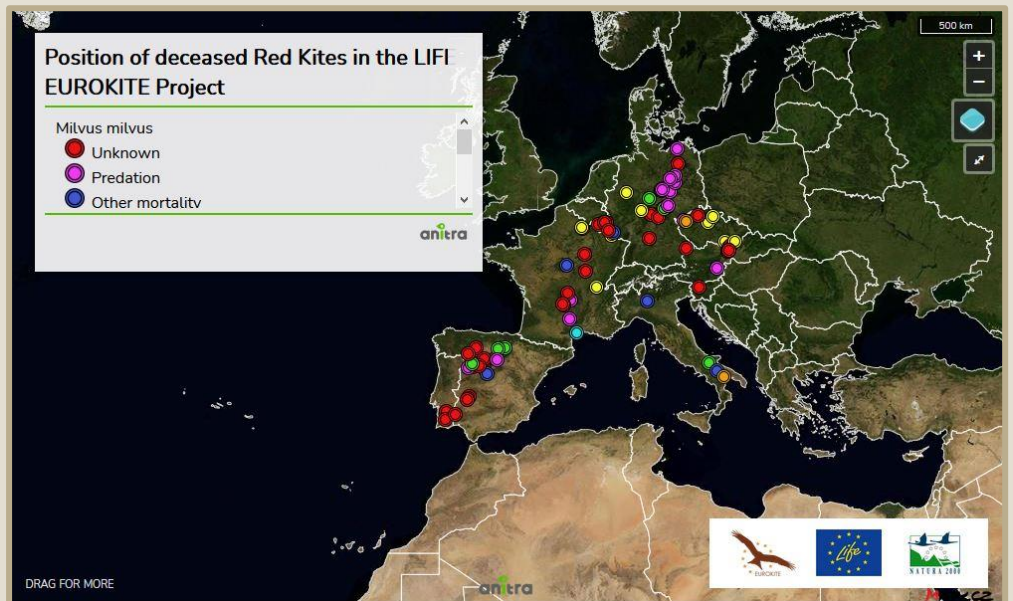 500 km
Position of deceased Red Kites in the LIFE
EUROKITE Project
Milvus milvus
Unknown
Predation
Other mortality
anitra
EUROKITE
Life
NATURA 2000
DRAG FOR MORE
anitra